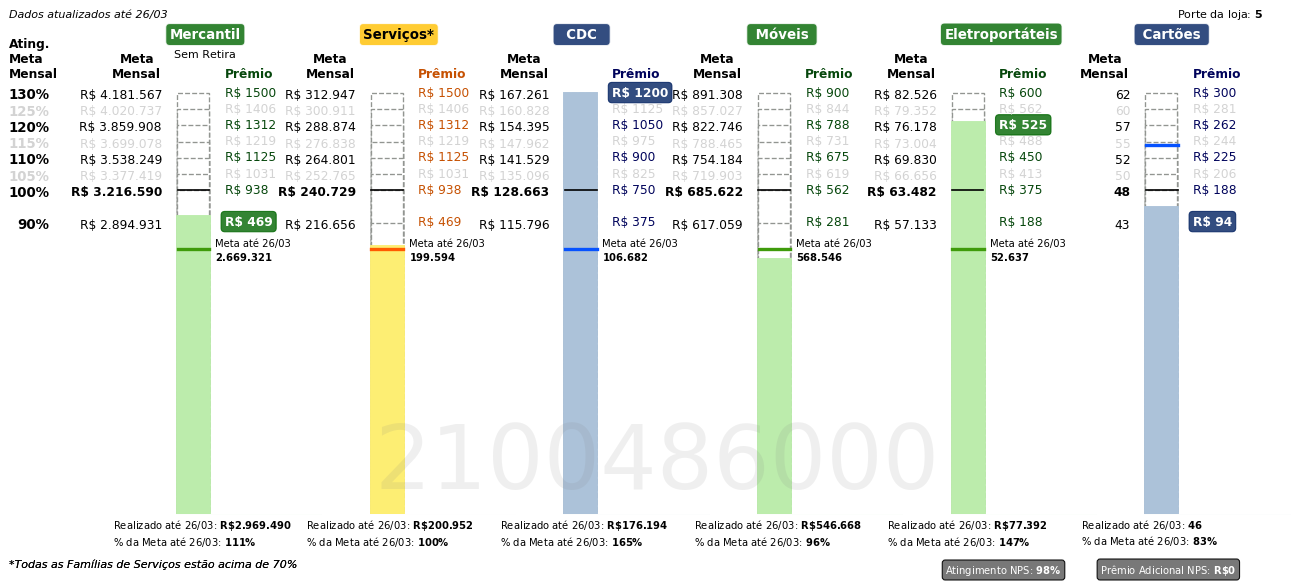 Dados atualizados até 26/03 Porte da loja: 5
Mercantil Serviços* CDC Móveis Eletroportáteis Cartões
Sem Retira
Ating. Meta Mensal Meta Mensal Prêmio Meta Mensal Prêmio Meta Mensal Prêmio Meta Mensal Prêmio Meta Mensal Prêmio Meta Mensal Prêmio
130% R$ 4.181.567 R$ 1500 R$ 312.947 R$ 1500 R$ 167.261 R$ 1200 R$ 891.308 R$ 900 R$ 82.526 R$ 600 62 R$ 300
125% R$ 4.020.737 R$ 1406 R$ 300.911 R$ 1406 R$ 160.828 R$ 1125 R$ 857.027 R$ 844 R$ 79.352 R$ 562 60 R$ 281
120% R$ 3.859.908 R$ 1312 R$ 288.874 R$ 1312 R$ 154.395 R$ 1050 R$ 822.746 R$ 788 R$ 76.178 R$ 525 57 R$ 262
115% R$ 3.699.078 R$ 1219 R$ 276.838 R$ 1219 R$ 147.962 R$ 975 R$ 788.465 R$ 731 R$ 73.004 R$ 488 55 R$ 244
110% R$ 3.538.249 R$ 1125 R$ 264.801 R$ 1125 R$ 141.529 R$ 900 R$ 754.184 R$ 675 R$ 69.830 R$ 450 52 R$ 225
105% R$ 3.377.419 R$ 1031 R$ 252.765 R$ 1031 R$ 135.096 R$ 825 R$ 719.903 R$ 619 R$ 66.656 R$ 413 50 R$ 206
100% R$ 3.216.590 R$ 938 R$ 240.729 R$ 938 R$ 128.663 R$ 750 R$ 685.622 R$ 562 R$ 63.482 R$ 375 48 R$ 188
90% R$ 2.894.931 R$ 469 R$ 216.656 R$ 469 R$ 115.796 R$ 375 R$ 617.059 R$ 281 R$ 57.133 R$ 188 43 R$ 94
Meta até 26/03 Meta até 26/03 Meta até 26/03 Meta até 26/03 Meta até 26/03
2.669.321 199.594 106.682 568.546 52.637
2100486000
Realizado até 26/03: R$2.969.490 Realizado até 26/03: R$200.952 Realizado até 26/03: R$176.194 Realizado até 26/03: R$546.668 Realizado até 26/03: R$77.392 Realizado até 26/03: 46
% da Meta até 26/03: 111% % da Meta até 26/03: 100% % da Meta até 26/03: 165% % da Meta até 26/03: 96% % da Meta até 26/03: 147% % da Meta até 26/03: 83%
*Todas as Famílias de Serviços estão acima de 70% Atingimento NPS: 98% Prêmio Adicional NPS: R$0